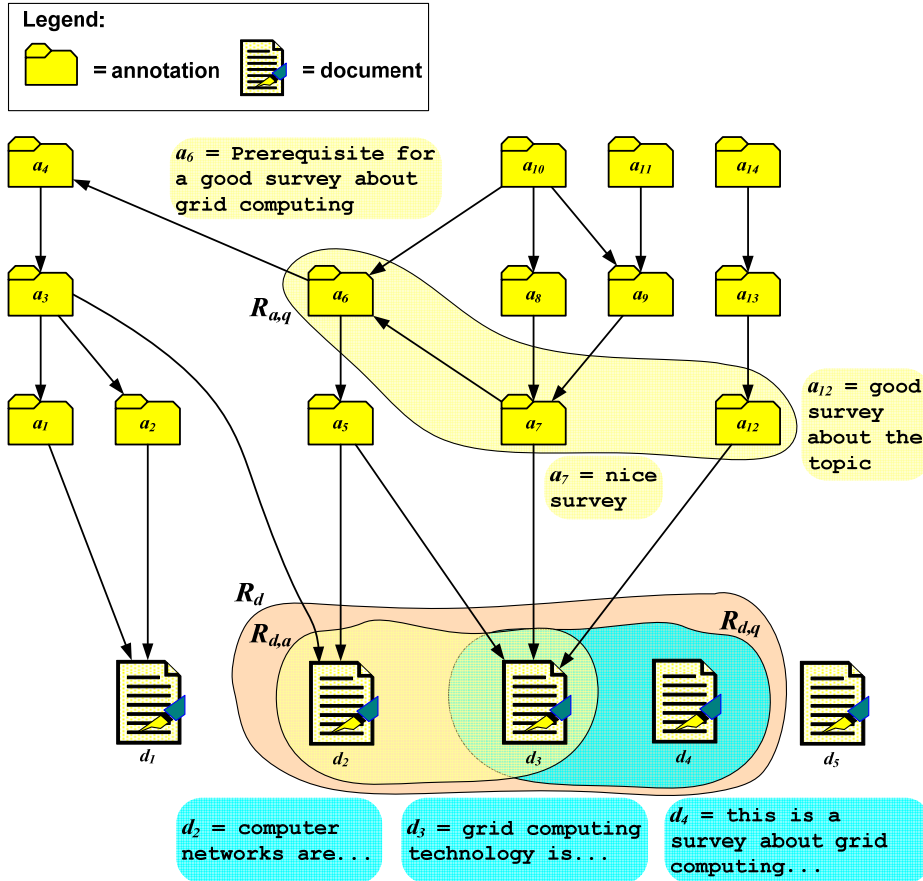 Legend:
= annotation
= document
a6 = Prerequisite for
a good survey about
grid computing
a4
a10
a11
a14
a3
a6
a8
a9
a13
Ra,q
a1
a2
a5
a7
a12
a12 = good
survey
about the
topic
a7 = nice
survey
Rd
Rd,a
Rd,q
d1
d2
d3
d4
d5
d2 = computer
networks are...
d3 = grid computing
technology is...
d4 = this is a
survey about grid
computing...